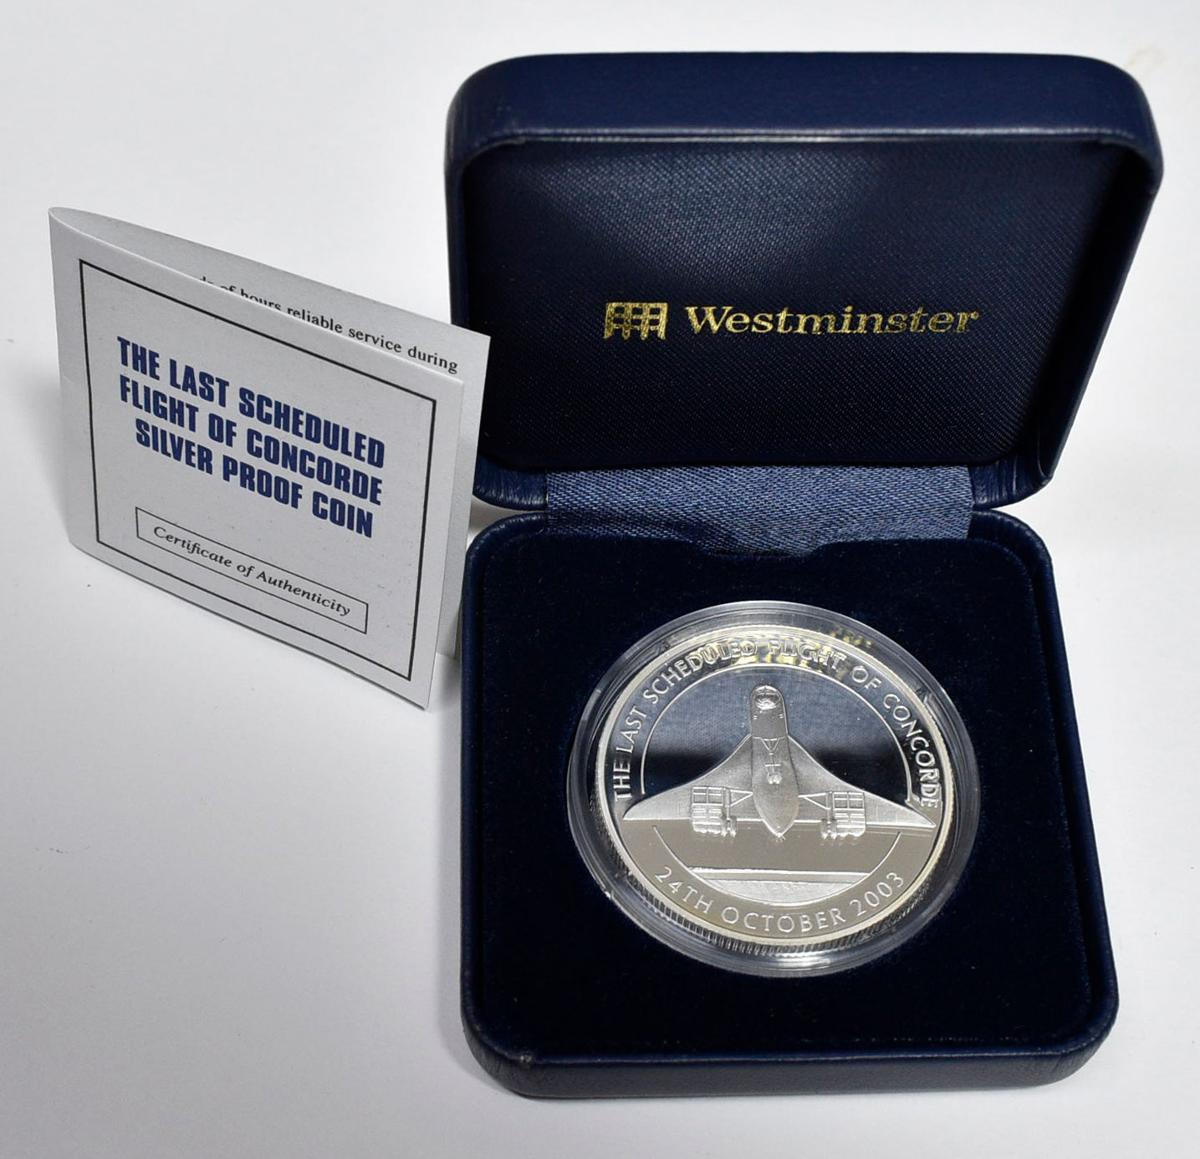 of hours reliable service during
THE LAST SCHEDULED
FLIGHT OF CONCORDE
SILVER PROOF COIN
Certificate of Authenticity
Westminster
THE LAST SCHEDULED FLIGHT OF CONCORDE
24TH OCTOBER 2003